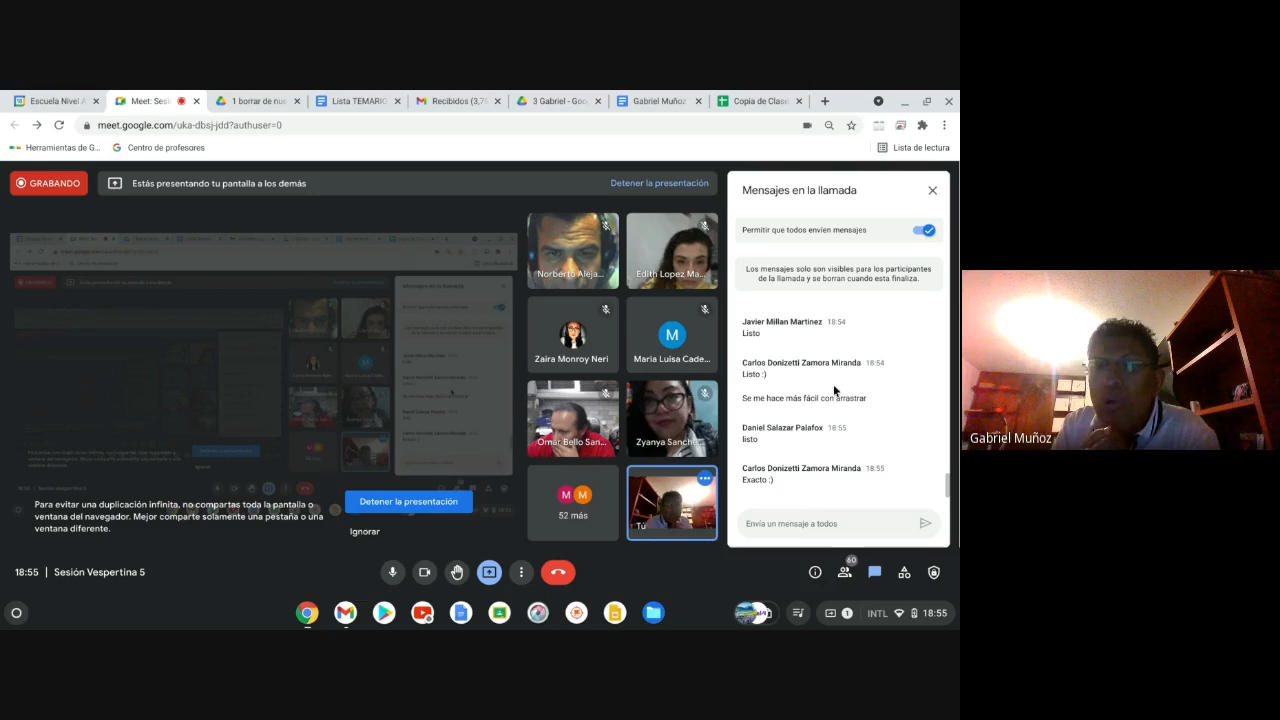 Escuela Nivel A
Meet: Sesi
1 borrar de nue
Lista TEMARIO
Recibidos (3,75
3 Gabriel - Goo
Gabriel Muñoz
Copia de Clase
meet.google.com/uka-dbsj-jdd?authuser=0
Herramientas de G...
Centro de profesores
Lista de lectura
GRABANDO
Estás presentando tu pantalla a los demás
Detener la presentación
Mensajes en la llamada
Permitir que todos envíen mensajes
Los mensajes solo son visibles para los participantes
de la llamada y se borran cuando esta finaliza.
Javier Millan Martinez 18:54
Listo
Carlos Donizetti Zamora Miranda 18:54
Listo :)
Se me hace más fácil con arrastrar
Daniel Salazar Palafox 18:55
listo
Carlos Donizetti Zamora Miranda 18:55
Exacto :)
Envía un mensaje a todos
Norberto Aleja...
Edith Lopez Ma...
Zaira Monroy Neri
M
Maria Luisa Cade...
Omar Bello San...
Zyanya Sanche...
M M
52 más
Tú
Para evitar una duplicación infinita, no compartas toda la pantalla o
ventana del navegador. Mejor comparte solamente una pestaña o una
ventana diferente.
Detener la presentación
Ignorar
18:55 | Sesión Vespertina 5
60
1
INTL
18:55
Gabriel Muñoz